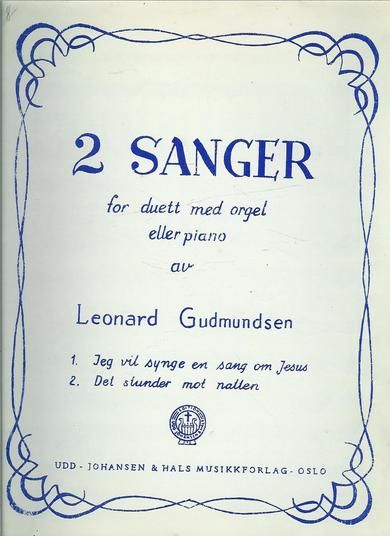 2 SANGER
for duett med orgel
eller piano
av
Leonard Gudmundsen
1. Jeg vil synge en sang om Jesus
2. Det stunder mot natten
UDD - JOHANSEN & HALS MUSIKKFORLAG - OSLO